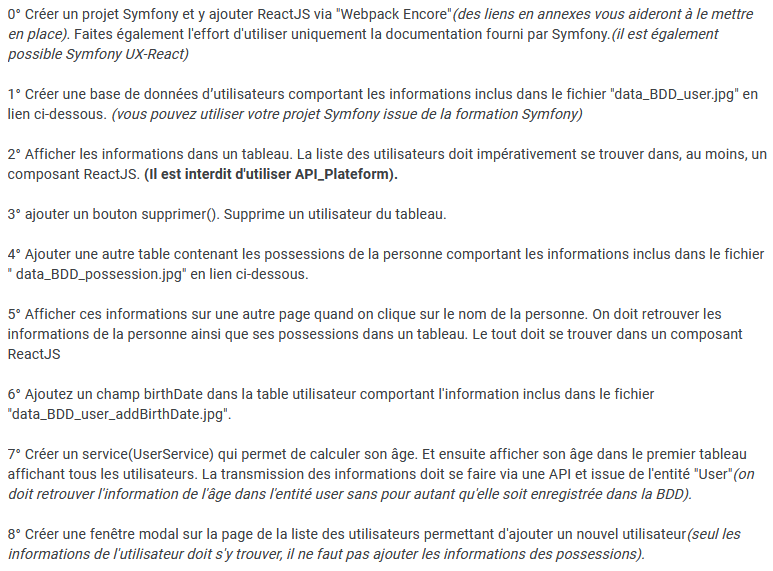 0° Créer un projet Symfony et y ajouter ReactJS via "Webpack Encore"(des liens en annexes vous aideront à le mettre
en place). Faites également l'effort d'utiliser uniquement la documentation fourni par Symfony.(il est également
possible Symfony UX-React)
1° Créer une base de données d'utilisateurs comportant les informations inclus dans le fichier "data_BDD_user.jpg" en
lien ci-dessous. (vous pouvez utiliser votre projet Symfony issue de la formation Symfony)
2° Afficher les informations dans un tableau. La liste des utilisateurs doit impérativement se trouver dans, au moins, un
composant ReactJS. (Il est interdit d'utiliser API_Plateform).
3° ajouter un bouton supprimer(). Supprime un utilisateur du tableau.
4° Ajouter une autre table contenant les possessions de la personne comportant les informations inclus dans le fichier
" data_BDD_possession.jpg" en lien ci-dessous.
5° Afficher ces informations sur une autre page quand on clique sur le nom de la personne. On doit retrouver les
informations de la personne ainsi que ses possessions dans un tableau. Le tout doit se trouver dans un composant
ReactJS
6° Ajoutez un champ birthDate dans la table utilisateur comportant l'information inclus dans le fichier
"data_BDD_user_addBirthDate.jpg".
7° Créer un service(UserService) qui permet de calculer son âge. Et ensuite afficher son âge dans le premier tableau
affichant tous les utilisateurs. La transmission des informations doit se faire via une API et issue de l'entité "User"(on
doit retrouver l'information de l'âge dans l'entité user sans pour autant qu'elle soit enregistrée dans la BDD).
8° Créer une fenêtre modal sur la page de la liste des utilisateurs permettant d'ajouter un nouvel utilisateur(seul les
informations de l'utilisateur doit s'y trouver, il ne faut pas ajouter les informations des possessions).